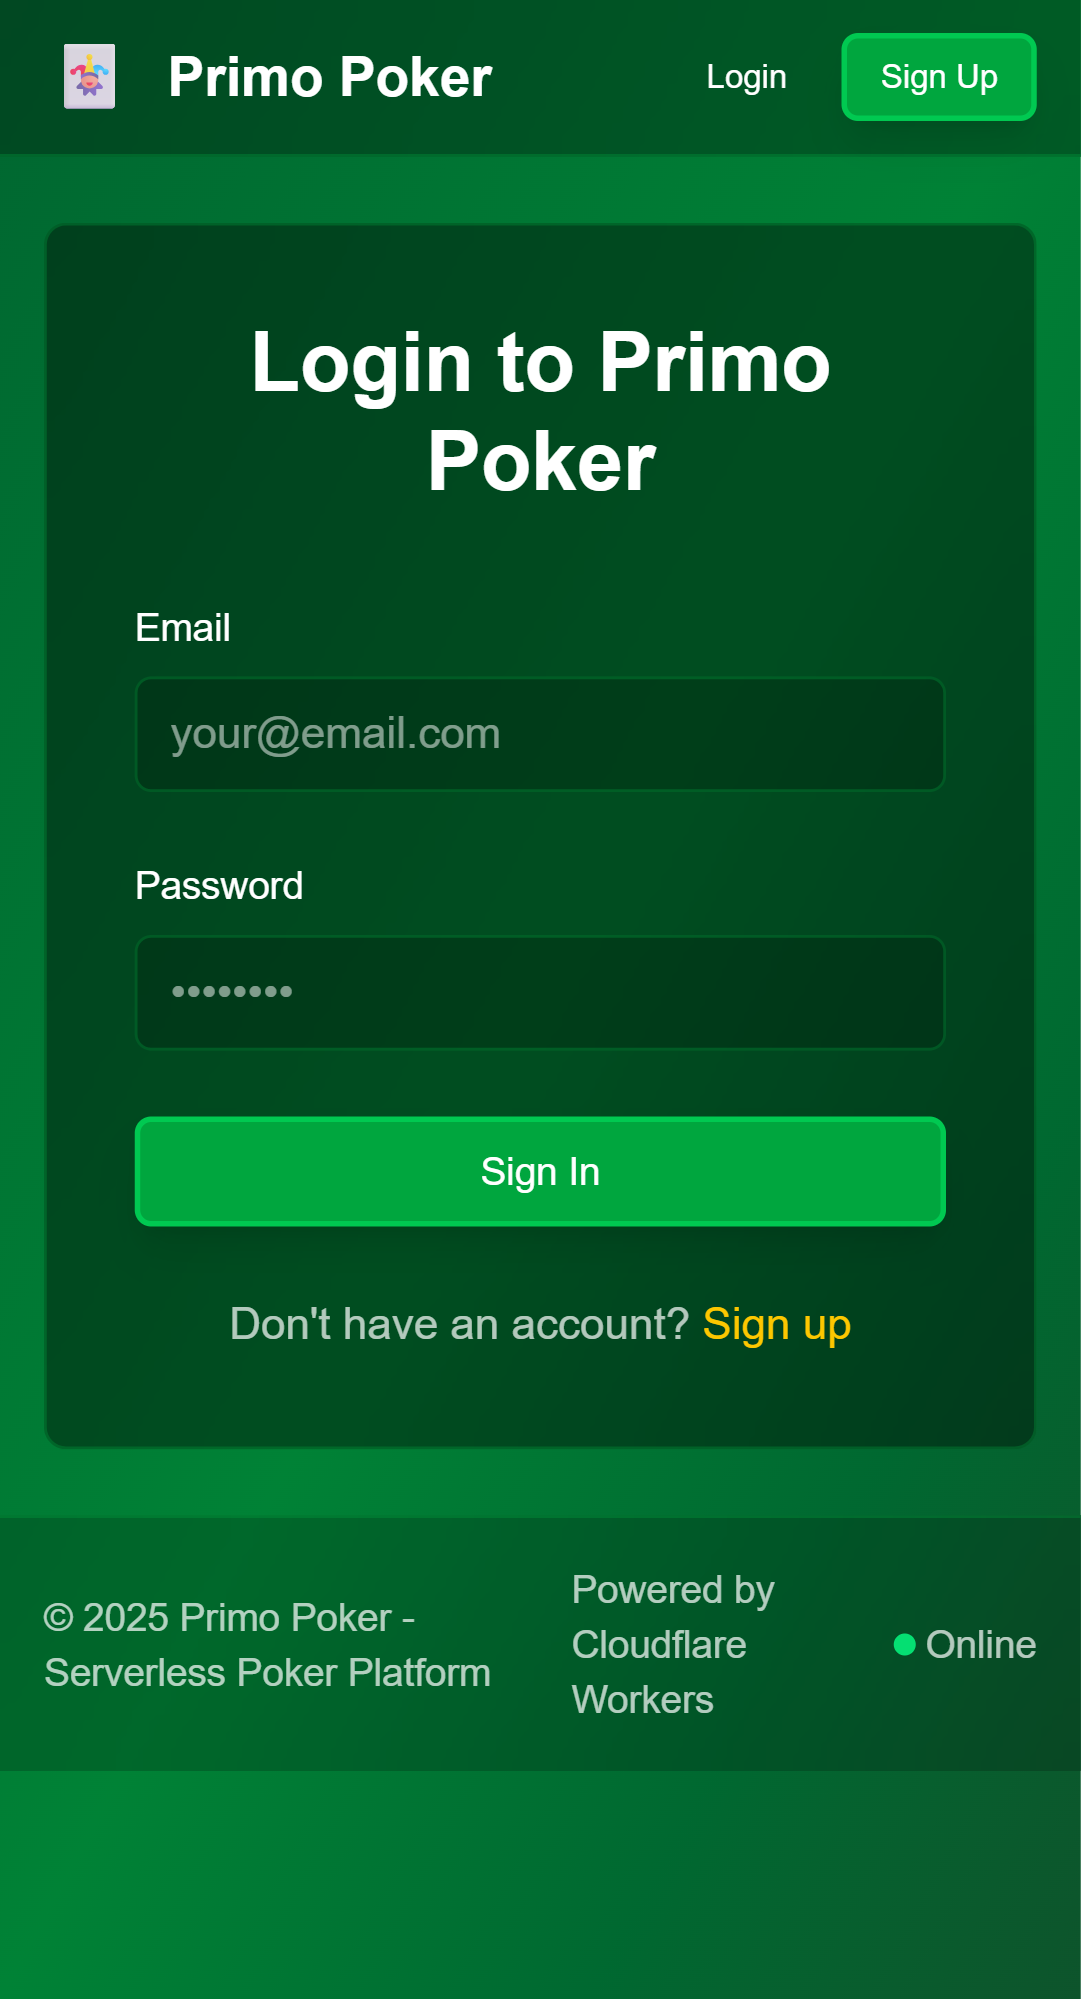 Primo Poker
Login
Sign Up
Login to Primo
Poker
Email
your@email.com
Password
••••••••
Sign In
Don't have an account? Sign up
© 2025 Primo Poker -
Serverless Poker Platform
Powered by
Cloudflare
Workers
Online